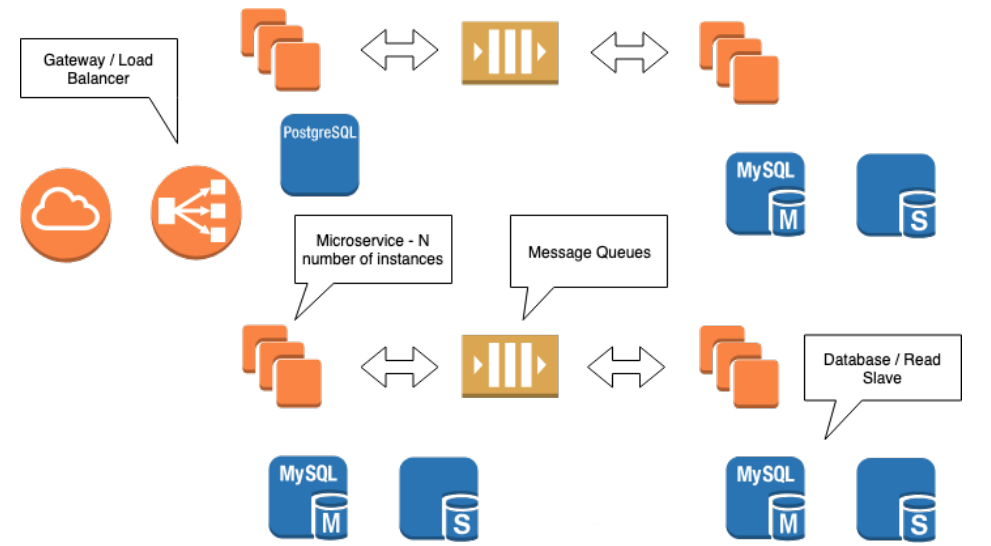 Gateway / Load
Balancer
PostgreSQL
MySQL
M
S
Microservice - N
number of instances
Message Queues
Database / Read
Slave
MySQL
M
S
MySQL
M
S